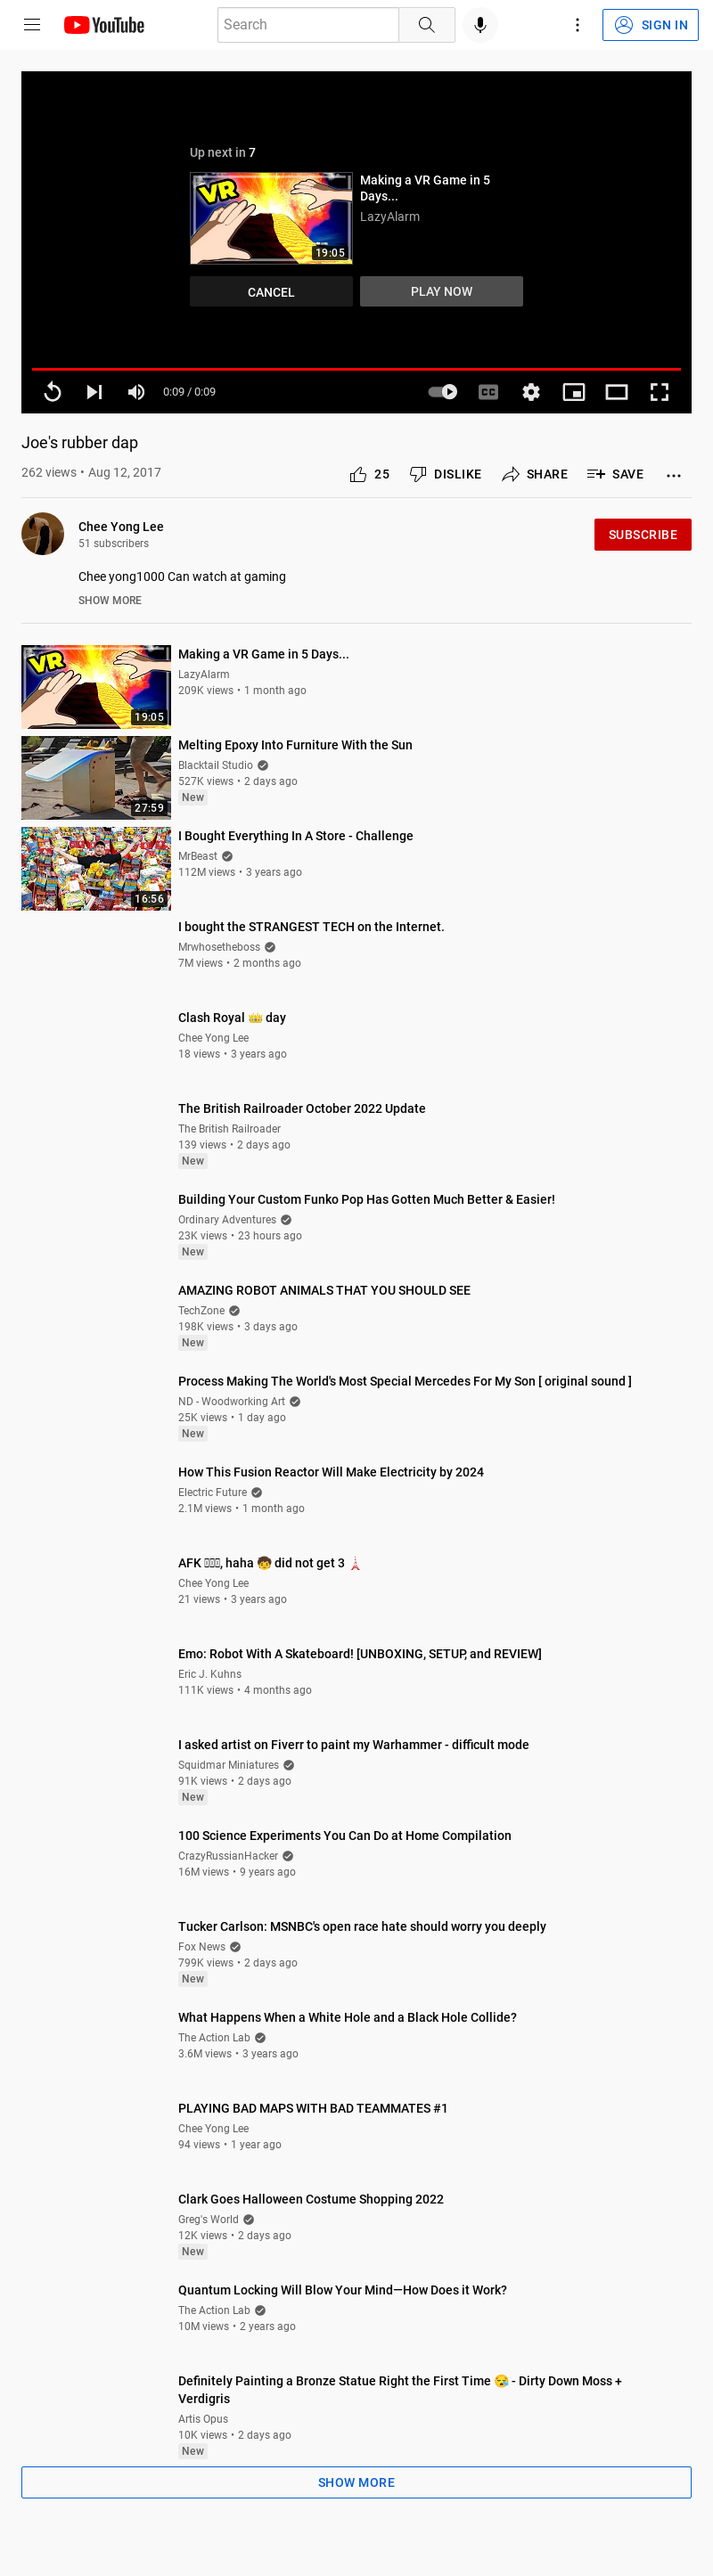 YouTube
Search
SIGN IN
Up next in 7
VR
19:05
Making a VR Game in 5
Days...
LazyAlarm
CANCEL
PLAY NOW
0:09 / 0:09
CC
Joe's rubber dap
262 views • Aug 12, 2017
25
DISLIKE
SHARE
SAVE
Chee Yong Lee
51 subscribers
SUBSCRIBE
Chee yong1000 Can watch at gaming
SHOW MORE
VR
19:05
Making a VR Game in 5 Days...
LazyAlarm
209K views • 1 month ago
27:59
Melting Epoxy Into Furniture With the Sun
Blacktail Studio
527K views • 2 days ago
New
16:56
I Bought Everything In A Store - Challenge
MrBeast
112M views • 3 years ago
I bought the STRANGEST TECH on the Internet.
Mrwhosetheboss
7M views • 2 months ago
Clash Royal 👑 day
Chee Yong Lee
18 views • 3 years ago
The British Railroader October 2022 Update
The British Railroader
139 views • 2 days ago
New
Building Your Custom Funko Pop Has Gotten Much Better & Easier!
Ordinary Adventures
23K views • 23 hours ago
New
AMAZING ROBOT ANIMALS THAT YOU SHOULD SEE
TechZone
198K views • 3 days ago
New
Process Making The World's Most Special Mercedes For My Son [ original sound ]
ND - Woodworking Art
25K views • 1 day ago
New
How This Fusion Reactor Will Make Electricity by 2024
Electric Future
2.1M views • 1 month ago
AFK , haha 🧒 did not get 3 🗼
Chee Yong Lee
21 views • 3 years ago
Emo: Robot With A Skateboard! [UNBOXING, SETUP, and REVIEW]
Eric J. Kuhns
111K views • 4 months ago
I asked artist on Fiverr to paint my Warhammer - difficult mode
Squidmar Miniatures
91K views • 2 days ago
New
100 Science Experiments You Can Do at Home Compilation
CrazyRussianHacker
16M views • 9 years ago
Tucker Carlson: MSNBC's open race hate should worry you deeply
Fox News
799K views • 2 days ago
New
What Happens When a White Hole and a Black Hole Collide?
The Action Lab
3.6M views • 3 years ago
PLAYING BAD MAPS WITH BAD TEAMMATES #1
Chee Yong Lee
94 views • 1 year ago
Clark Goes Halloween Costume Shopping 2022
Greg's World
12K views • 2 days ago
New
Quantum Locking Will Blow Your Mind—How Does it Work?
The Action Lab
10M views • 2 years ago
Definitely Painting a Bronze Statue Right the First Time 😪 - Dirty Down Moss +
Verdigris
Artis Opus
10K views • 2 days ago
New
SHOW MORE